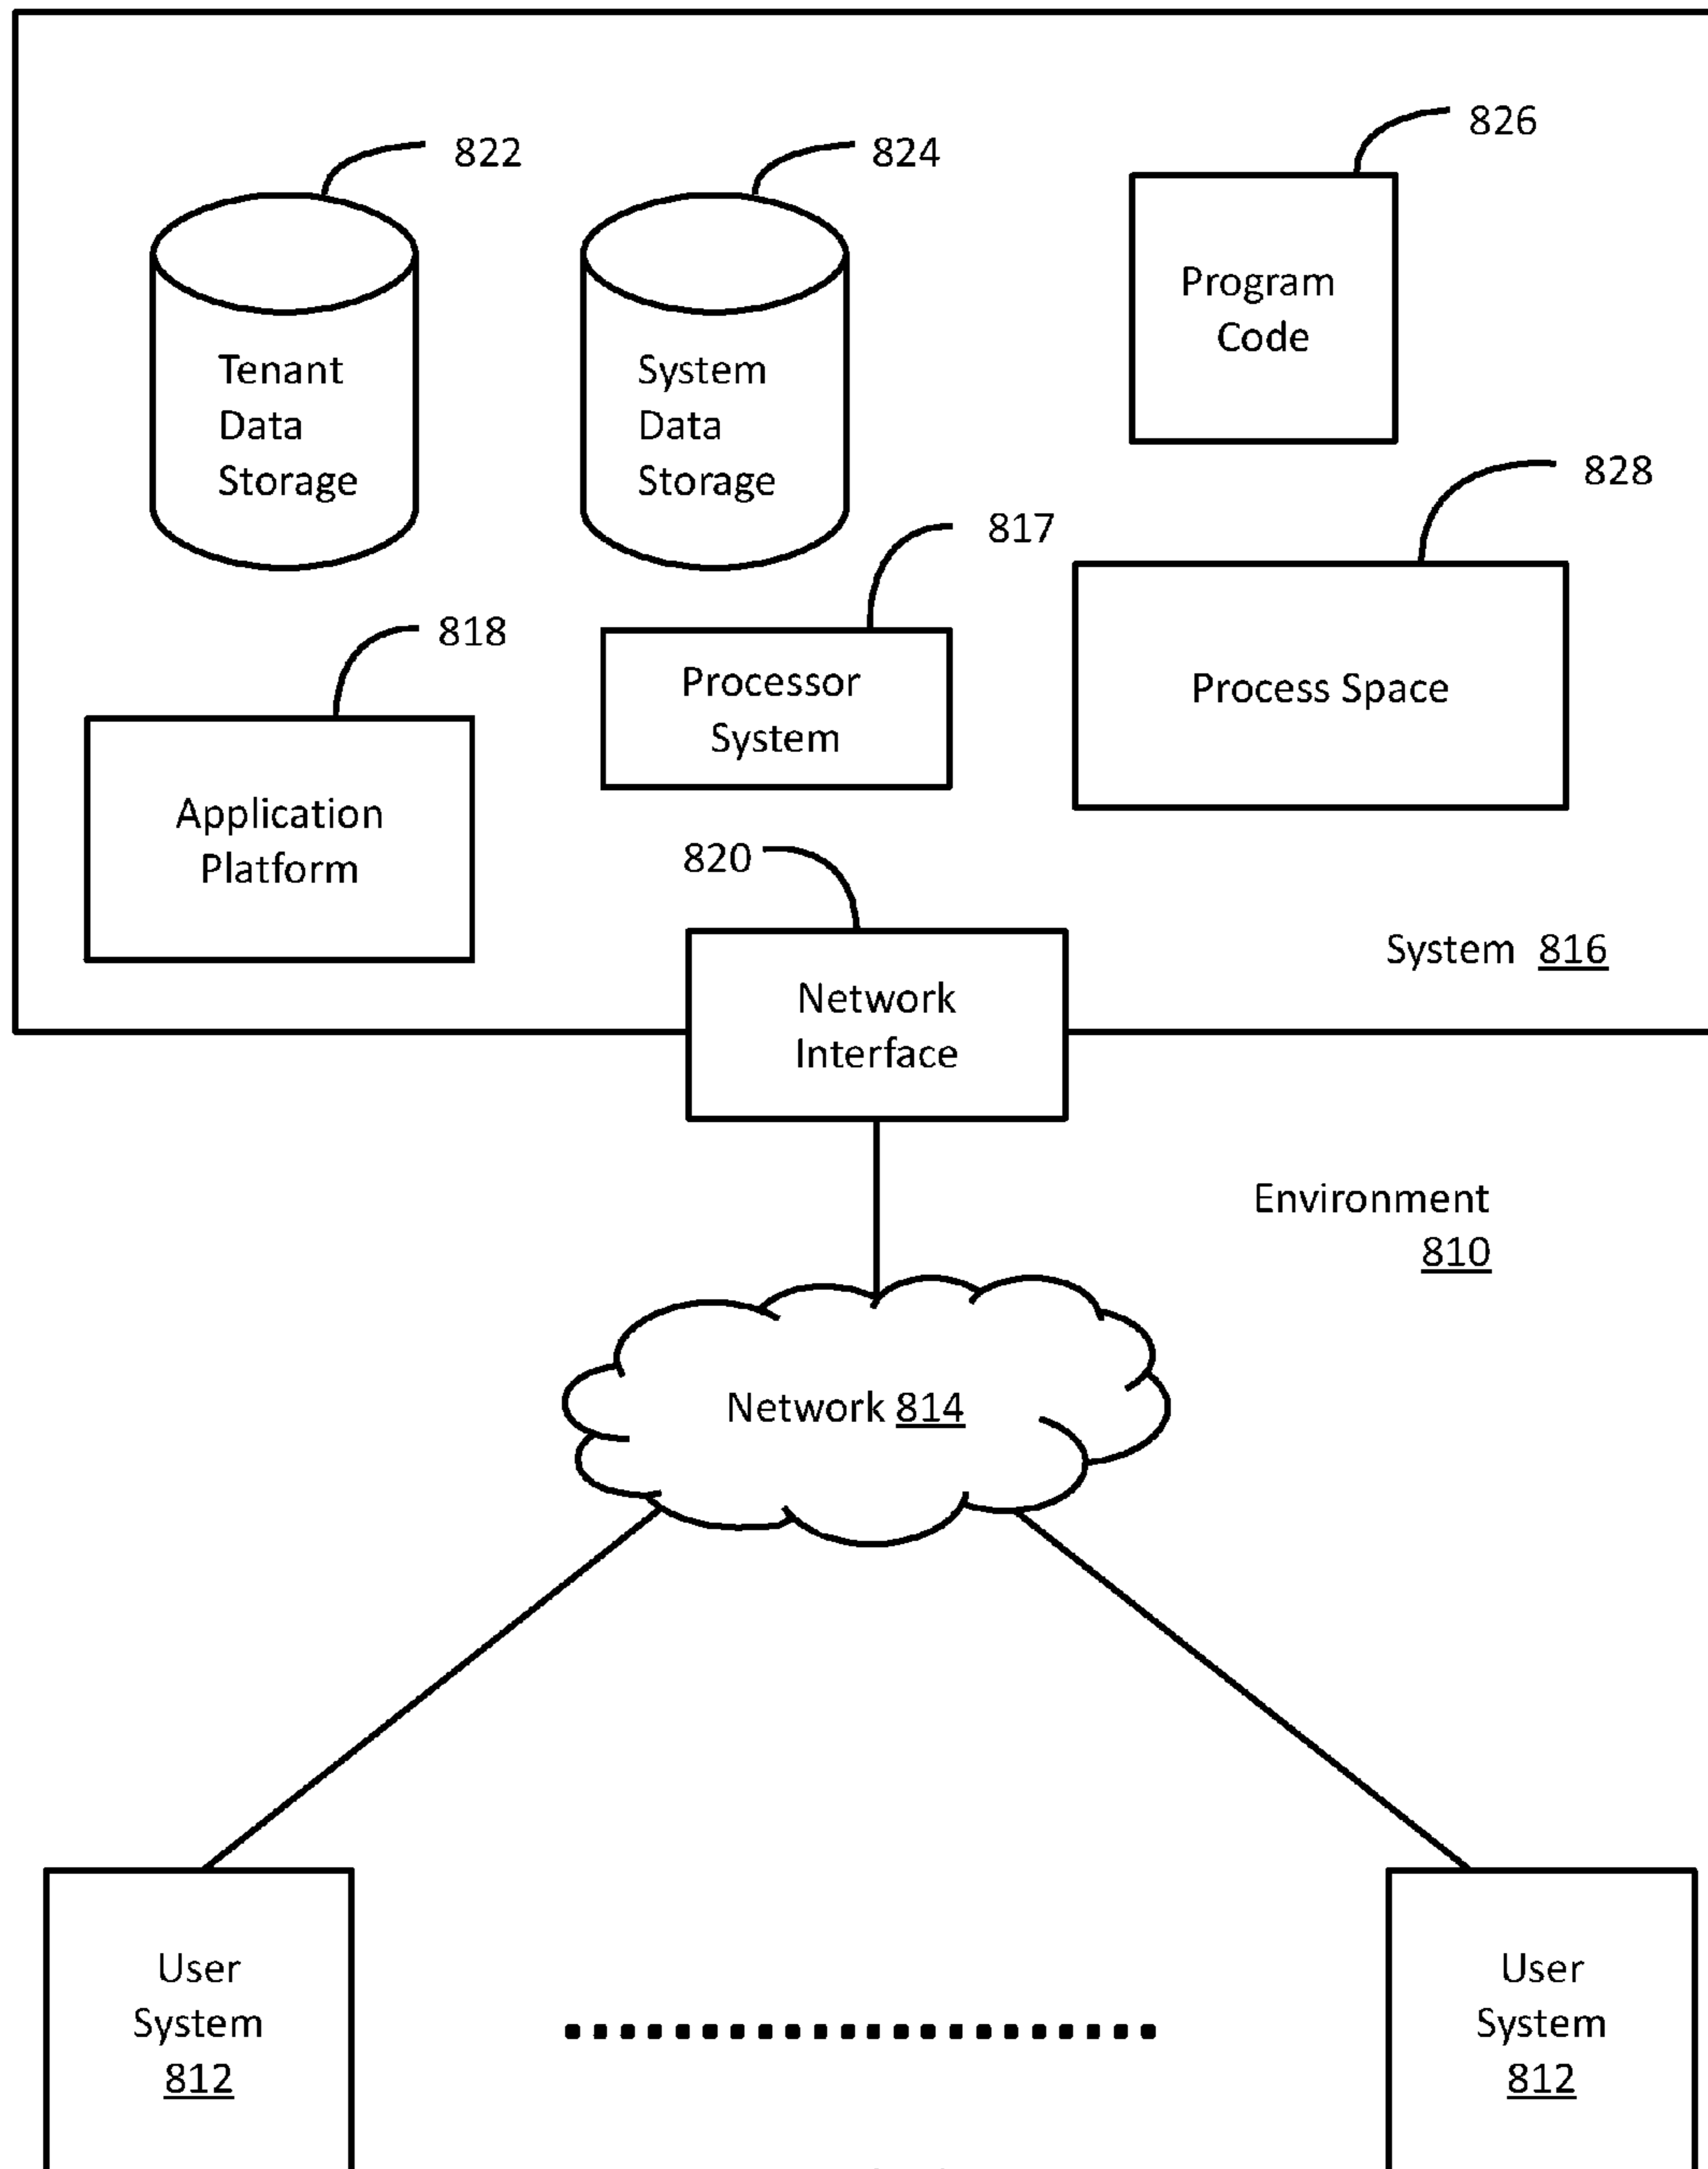 826
822
824
Program
Code
Tenant
Data
Storage
System
Data
Storage
828
817
818
Processor
System
Process Space
Application
Platform
820
System 816
Network
Interface
Environment
810
Network 814
User
System
812
User
System
812